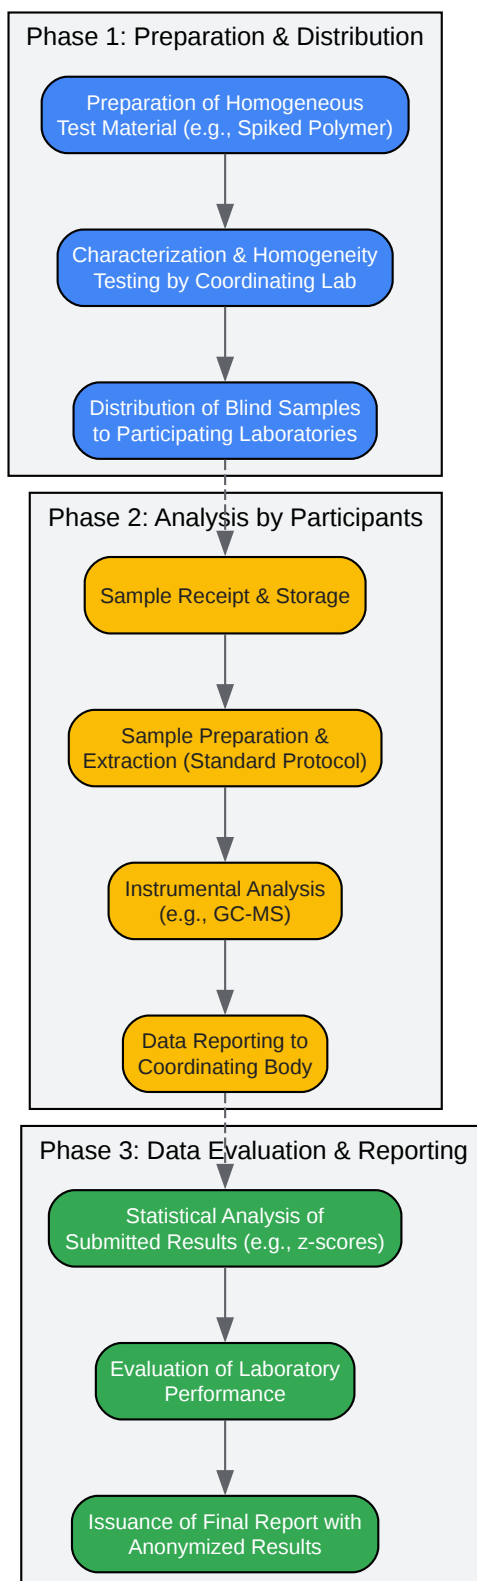 Phase 1: Preparation & Distribution
Preparation of Homogeneous
Test Material (e.g., Spiked Polymer)
Characterization & Homogeneity
Testing by Coordinating Lab
Distribution of Blind Samples
to Participating Laboratories
Phase 2: Analysis by Participants
Sample Receipt & Storage
Sample Preparation &
Extraction (Standard Protocol)
Instrumental Analysis
(e.g., GC-MS)
Data Reporting to
Coordinating Body
Phase 3: Data Evaluation & Reporting
Statistical Analysis of
Submitted Results (e.g., z-scores)
Evaluation of Laboratory
Performance
Issuance of Final Report with
Anonymized Results